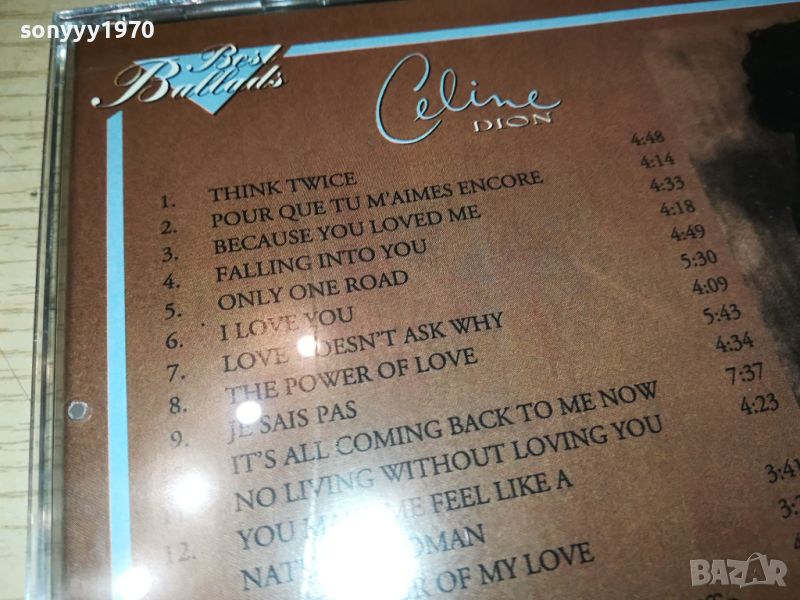 sonyyy1970
Best
Ballads
Celine
DION
1. THINK TWICE 4:48
2. POUR QUE TU M'AIMES ENCORE 4:14
3. BECAUSE YOU LOVED ME 4:33
4. FALLING INTO YOU 4:18
5. ONLY ONE ROAD 4:49
6. I LOVE YOU 5:30
7. LOVE DOESN'T ASK WHY 4:09
8. THE POWER OF LOVE 5:43
9. JE SAIS PAS 4:34
IT'S ALL COMING BACK TO ME NOW 7:37
NO LIVING WITHOUT LOVING YOU 4:23
12. YOU ME FEEL LIKE A 3:41
OF MY LOVE
BAZAR